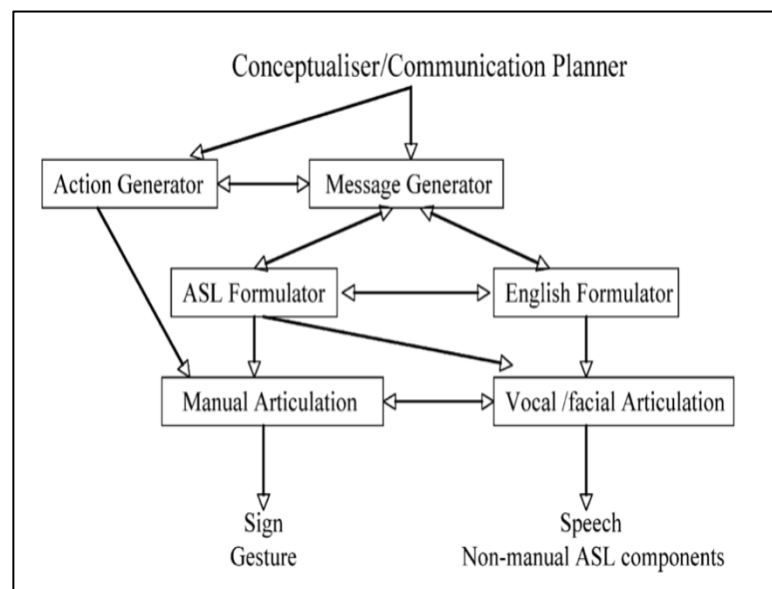 Conceptualiser/Communication Planner
Action Generator
Message Generator
ASL Formulator
English Formulator
Manual Articulation
Vocal /facial Articulation
Sign
Gesture
Speech
Non-manual ASL components